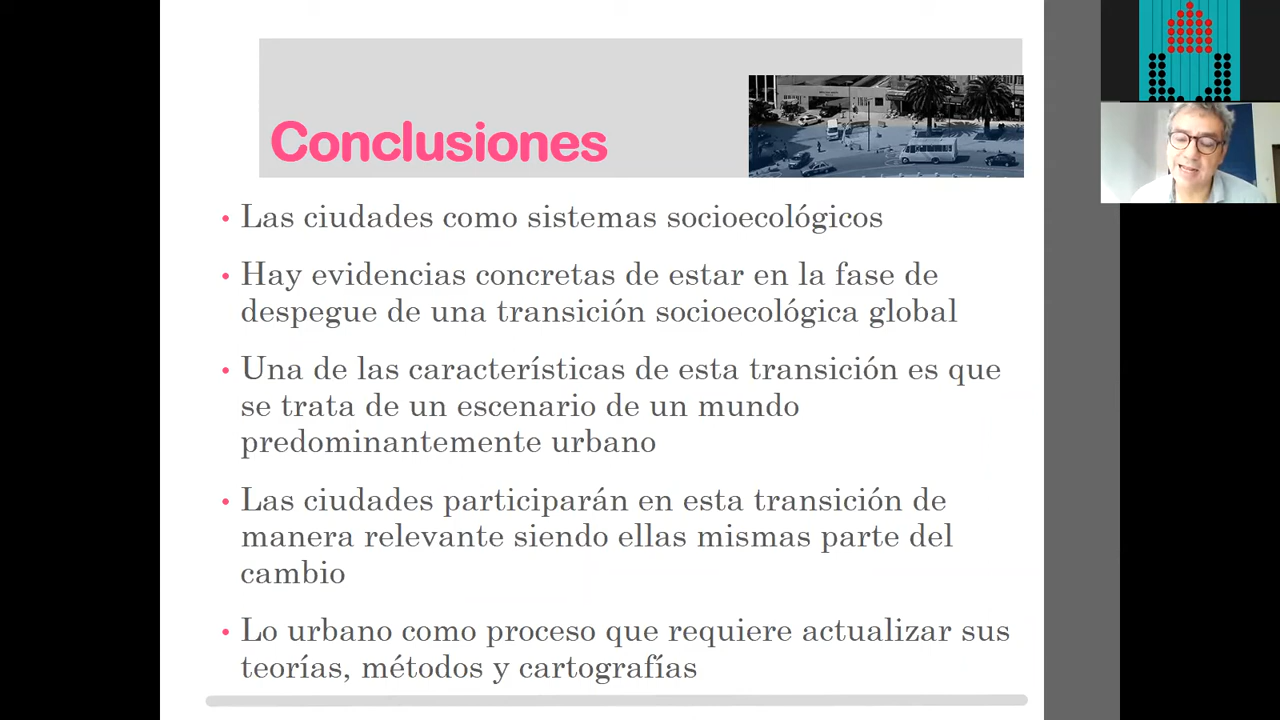 Conclusiones
• Las ciudades como sistemas socioecológicos
• Hay evidencias concretas de estar en la fase de
despegue de una transición socioecológica global
• Una de las características de esta transición es que
se trata de un escenario de un mundo
predominantemente urbano
• Las ciudades participarán en esta transición de
manera relevante siendo ellas mismas parte del
cambio
• Lo urbano como proceso que requiere actualizar sus
teorías, métodos y cartografías